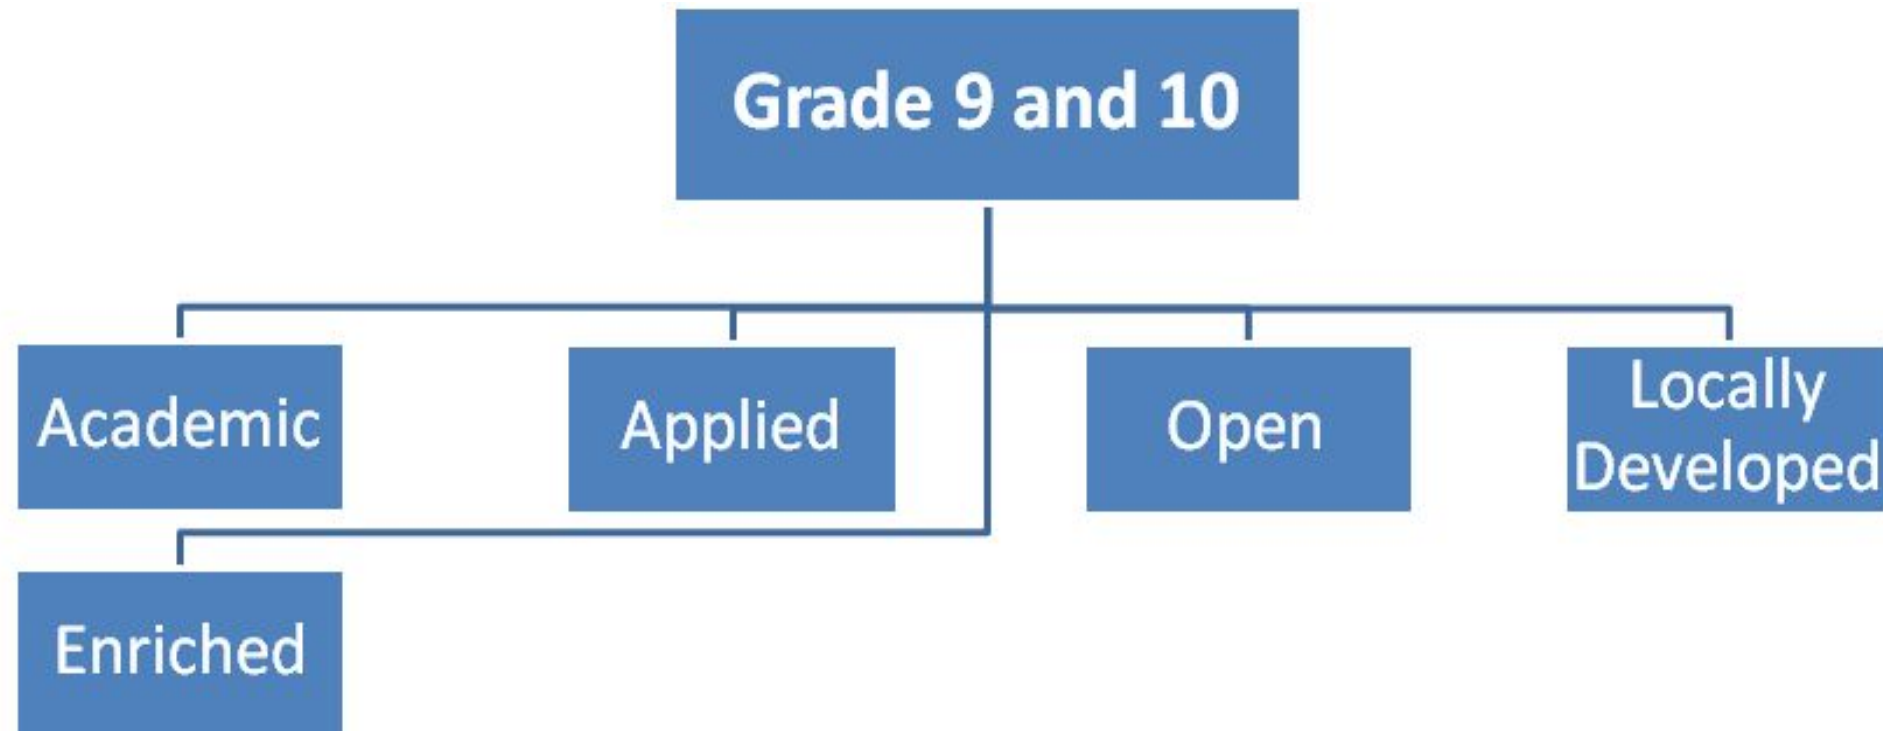 Grade 9 and 10
Academic
Applied
Open
Locally
Developed
Enriched